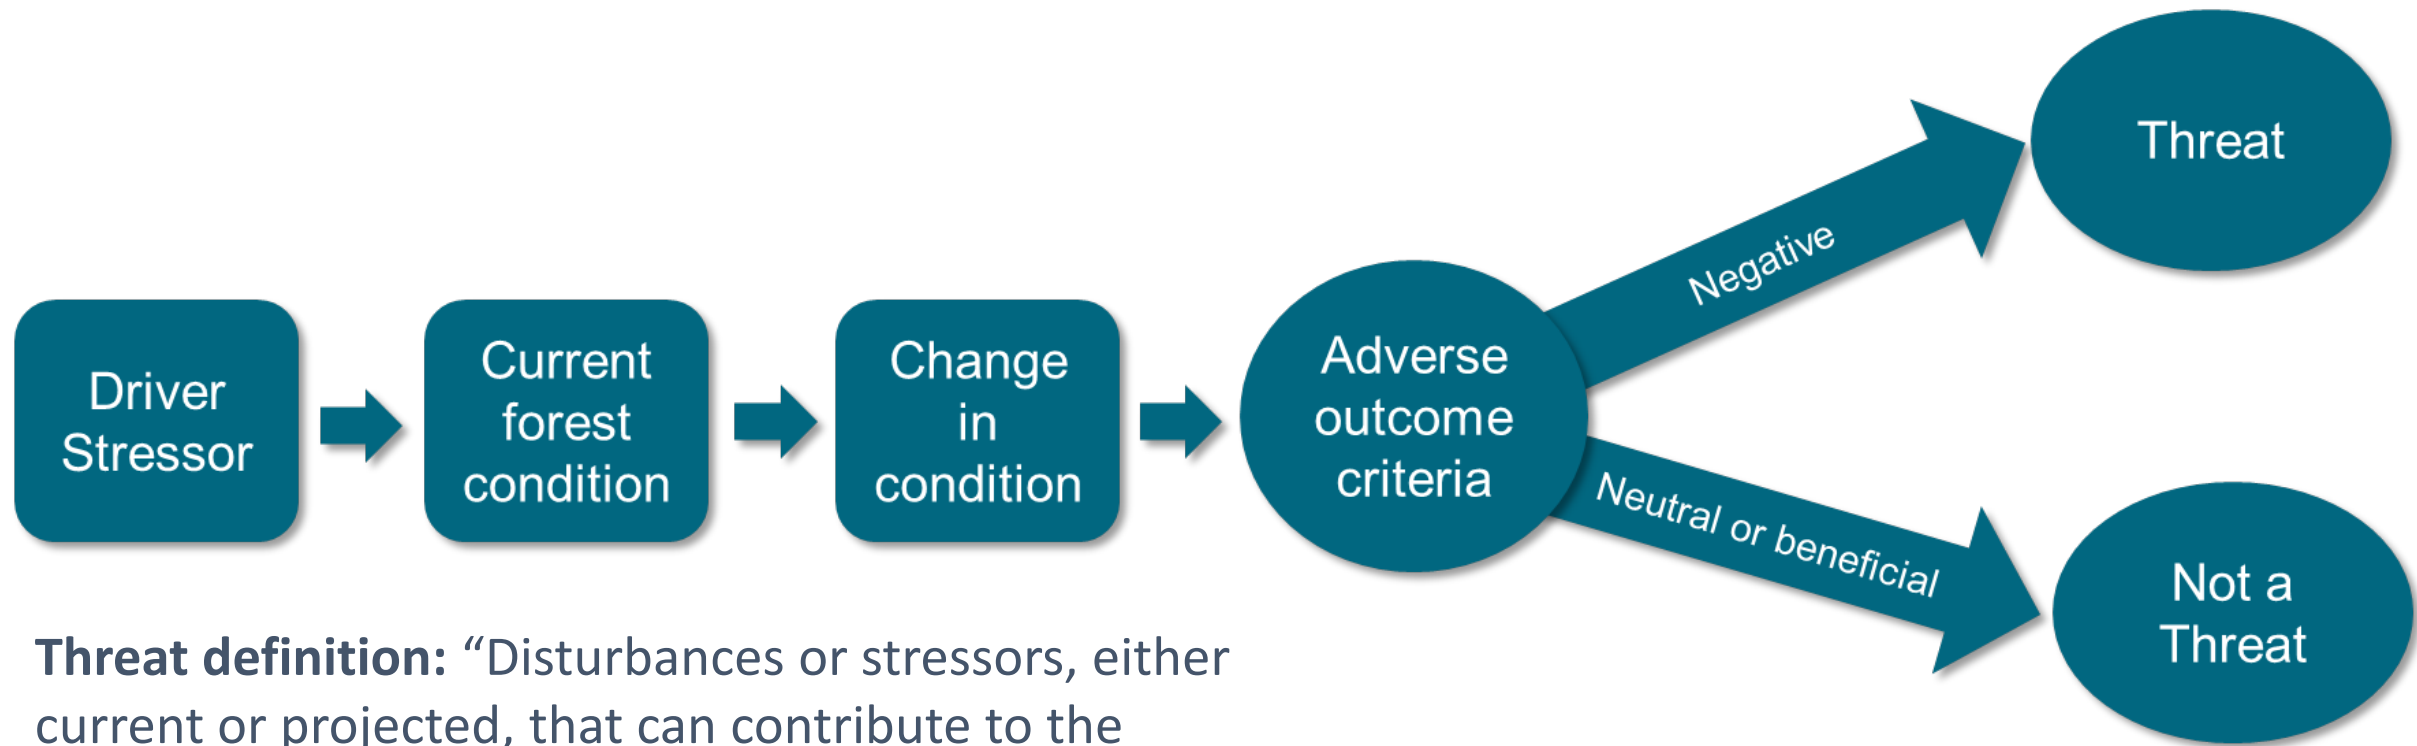 Driver
Stressor
Current
forest
condition
Change
in
condition
Adverse
outcome
criteria
Negative
Threat
Neutral or beneficial
Not a
Threat
Threat definition: “Disturbances or stressors, either
current or projected, that can contribute to the